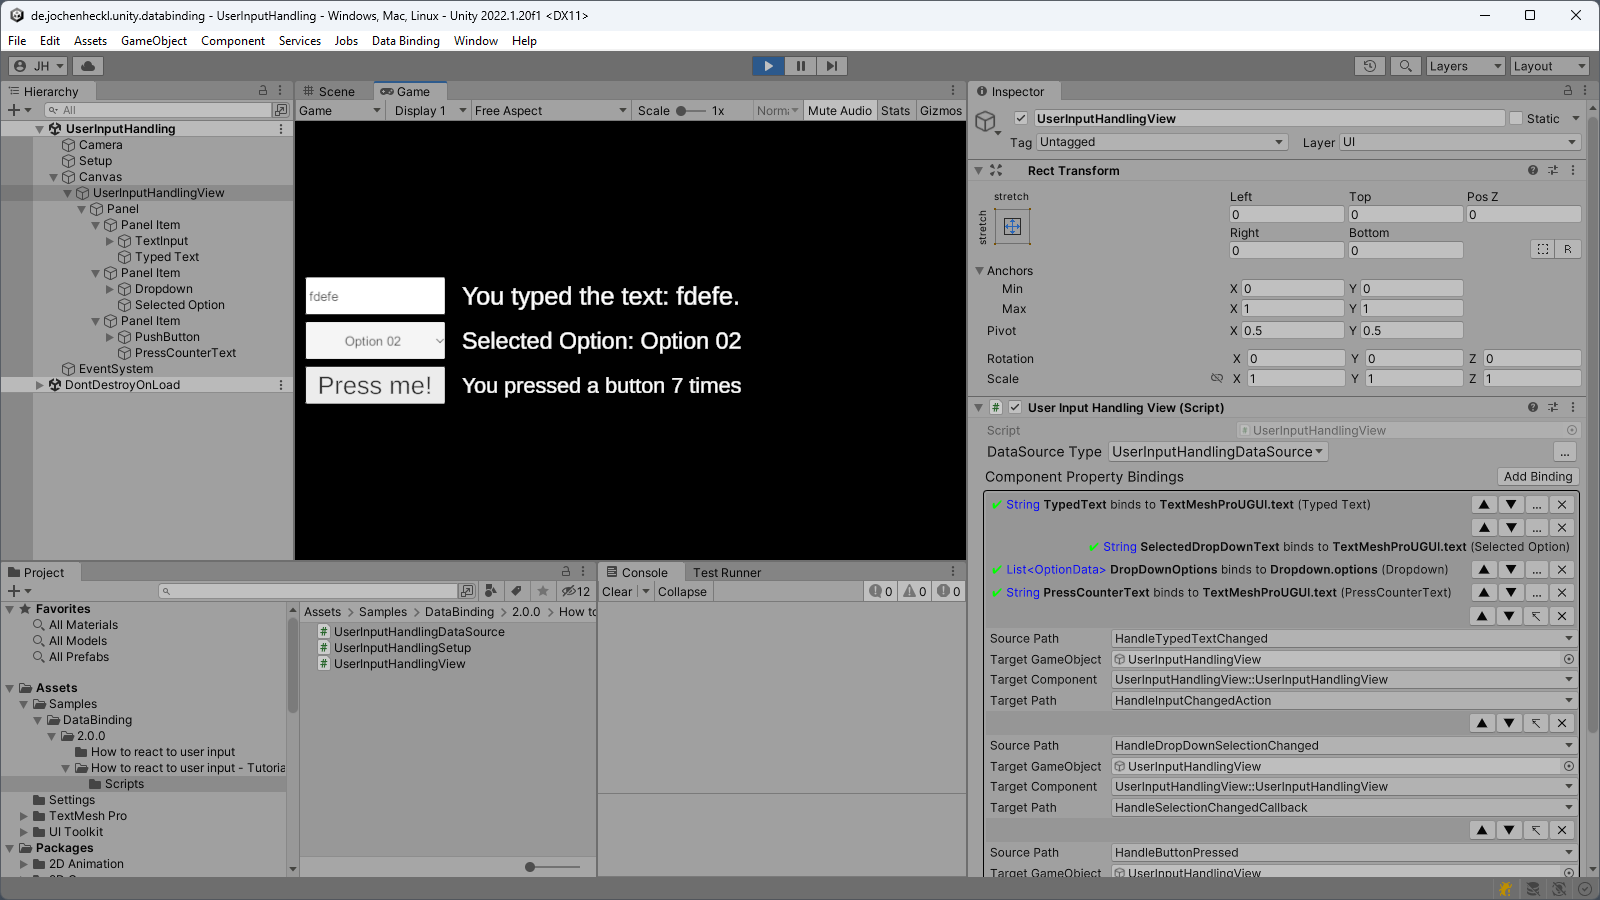 de.jochenheckl.unity.databinding - UserInputHandling - Windows, Mac, Linux - Unity 2022.1.20f1 <DX11>
File Edit Assets GameObject Component Services Jobs Data Binding Window Help
JH Layers Layout
Hierarchy
All
UserInputHandling
Camera
Setup
Canvas
UserInputHandlingView
Panel
Panel Item
TextInput
Typed Text
Panel Item
Dropdown
Selected Option
Panel Item
PushButton
PressCounterText
EventSystem
DontDestroyOnLoad
Scene Game
Game Display 1 Free Aspect Scale 1x Norm Mute Audio Stats Gizmos
fdefe You typed the text: fdefe.
Option 02 Selected Option: Option 02
Press me! You pressed a button 7 times
Project
12
Favorites
All Materials
All Models
All Prefabs
Assets
Samples
DataBinding
2.0.0
How to react to user input
How to react to user input - Tutoria
Scripts
Settings
TextMesh Pro
UI Toolkit
Packages
2D Animation
Assets > Samples > DataBinding > 2.0.0 > How to
UserInputHandlingDataSource
UserInputHandlingSetup
UserInputHandlingView
Console Test Runner
Clear Collapse 0 0 0
Inspector
UserInputHandlingView Static
Tag Untagged Layer UI
Rect Transform
stretch
stretch
Left Top Pos Z
0 0 0
Right Bottom
0 0 R
Anchors
Min X 0 Y 0
Max X 1 Y 1
Pivot X 0.5 Y 0.5
Rotation X 0 Y 0 Z 0
Scale X 1 Y 1 Z 1
# User Input Handling View (Script)
Script UserInputHandlingView
DataSource Type UserInputHandlingDataSource ...
Component Property Bindings Add Binding
String TypedText binds to TextMeshProUGUI.text (Typed Text) ...
...
String SelectedDropDownText binds to TextMeshProUGUI.text (Selected Option)
List<OptionData> DropDownOptions binds to Dropdown.options (Dropdown) ...
String PressCounterText binds to TextMeshProUGUI.text (PressCounterText) ...
Source Path HandleTypedTextChanged
Target GameObject UserInputHandlingView
Target Component UserInputHandlingView::UserInputHandlingView
Target Path HandleInputChangedAction
Source Path HandleDropDownSelectionChanged
Target GameObject UserInputHandlingView
Target Component UserInputHandlingView::UserInputHandlingView
Target Path HandleSelectionChangedCallback
Source Path HandleButtonPressed
Target GameObject UserInputHandlingView